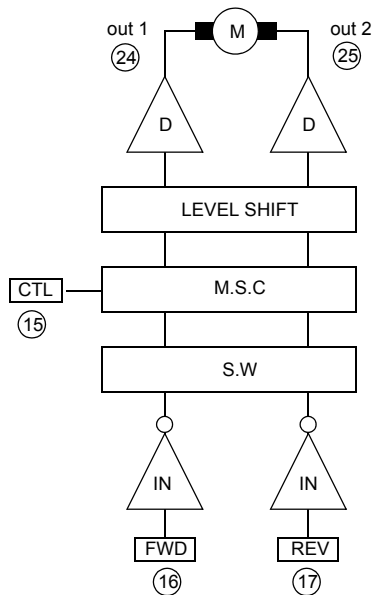 out 1
M
out 2
24
25
D
D
LEVEL SHIFT
CTL
M.S.C
15
S.W
IN
IN
FWD
REV
16
17